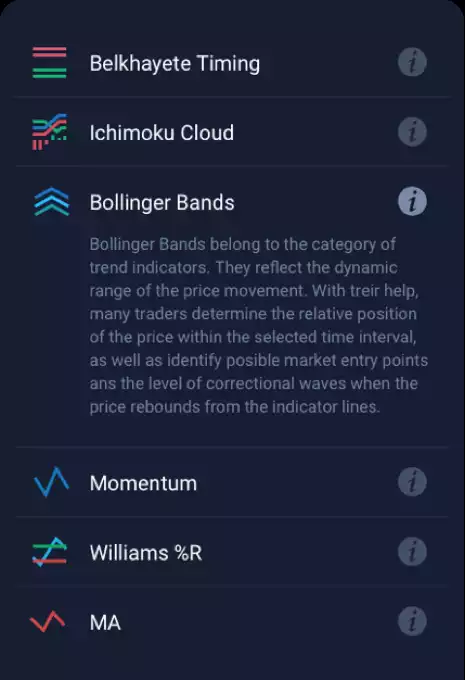 Belkhayete Timing
Ichimoku Cloud
Bollinger Bands
Bollinger Bands belong to the category of
trend indicators. They reflect the dynamic
range of the price movement. With treir help,
many traders determine the relative position
of the price within the selected time interval,
as well as identify posible market entry points
ans the level of correctional waves when the
price rebounds from the indicator lines.
Momentum
Williams %R
MA